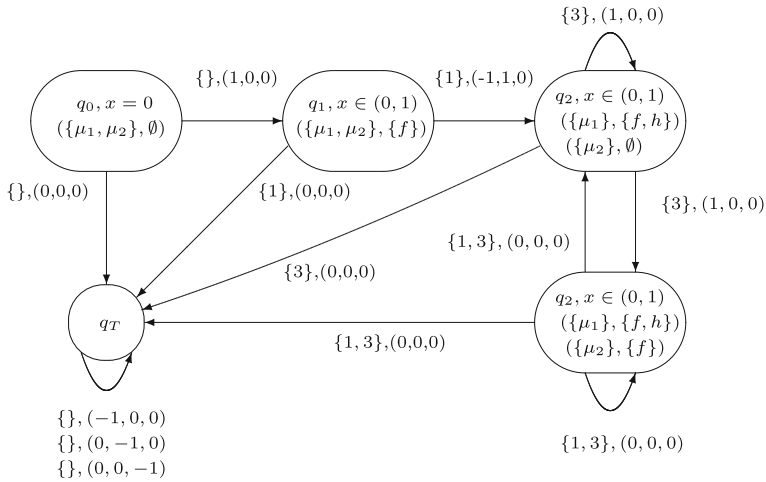 {3}, (1, 0, 0)
{},(1,0,0)
{1},(-1,1,0)
q₀, x = 0
({μ₁, μ₂}, ∅)
q₁, x ∈ (0, 1)
({μ₁, μ₂}, {f})
q₂, x ∈ (0, 1)
({μ₁}, {f, h})
({μ₂}, ∅)
{},(0,0,0)
{1},(0,0,0)
{3}, (1, 0, 0)
{1, 3}, (0, 0, 0)
{3},(0,0,0)
q_T
q₂, x ∈ (0, 1)
({μ₁}, {f, h})
({μ₂}, {f})
{1, 3},(0,0,0)
{}, (−1, 0, 0)
{}, (0, −1, 0)
{}, (0, 0, −1)
{1, 3}, (0, 0, 0)